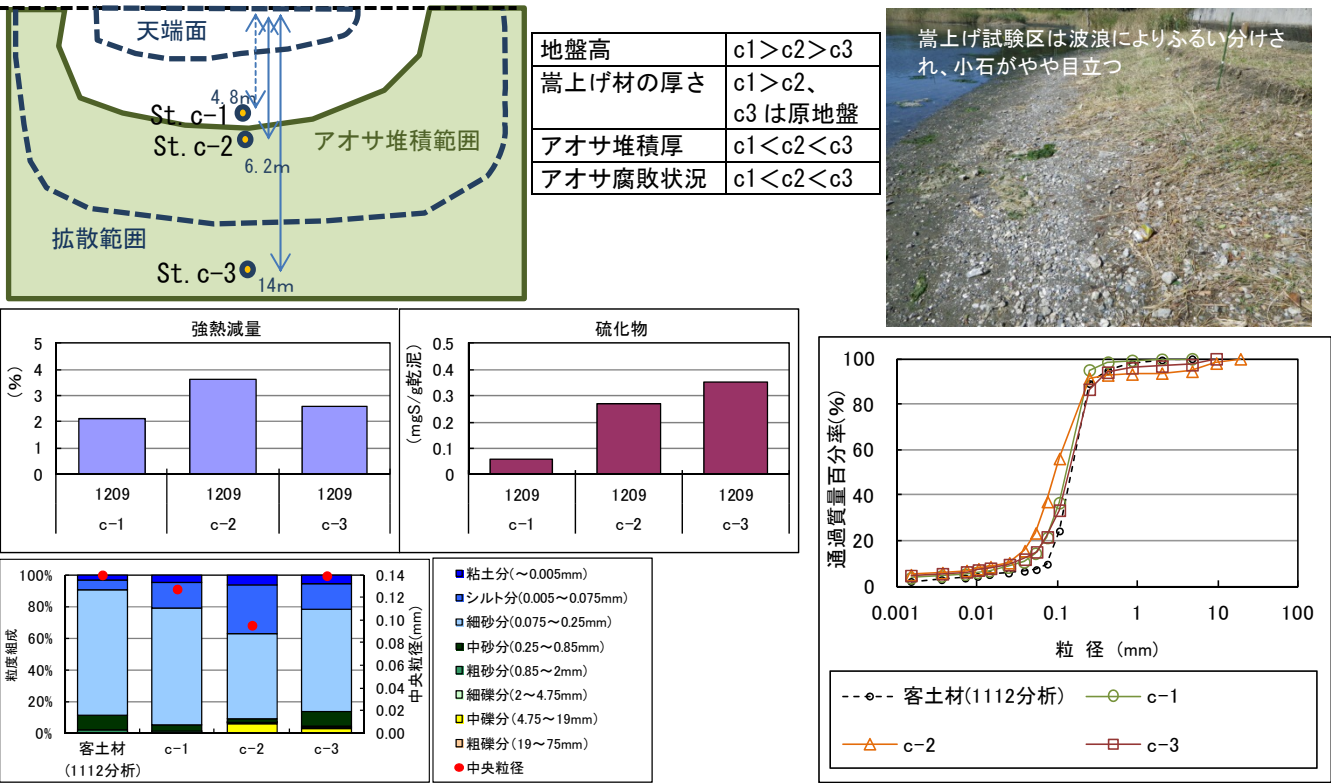 天端面
4.8m
St. c-1
St. c-2
アオサ堆積範囲
6.2m
拡散範囲
St. c-3
14m
地盤高 c1＞c2＞c3
嵩上げ材の厚さ c1＞c2、
c3 は原地盤
アオサ堆積厚 c1＜c2＜c3
アオサ腐敗状況 c1＜c2＜c3
嵩上げ試験区は波浪によりふるい分けさ
れ、小石がやや目立つ
強熱減量
(%)
5
4
3
2
1
0
1209 1209 1209
c-1 c-2 c-3
硫化物
(mgS/g乾泥)
0.5
0.4
0.3
0.2
0.1
0
1209 1209 1209
c-1 c-2 c-3
粒度組成
100%
80%
60%
40%
20%
0%
客土材 c-1 c-2 c-3
(1112分析)
0.14
0.12
0.10
0.08
0.06
0.04
0.02
0.00
中央粒径(mm)
粘土分(～0.005mm)
シルト分(0.005～0.075mm)
細砂分(0.075～0.25mm)
中砂分(0.25～0.85mm)
粗砂分(0.85～2mm)
細礫分(2～4.75mm)
中礫分(4.75～19mm)
粗礫分(19～75mm)
中央粒径
通過質量百分率(%)
100
80
60
40
20
0
0.001 0.01 0.1 1 10 100
粒 径 (mm)
客土材(1112分析) c-1
c-2 c-3